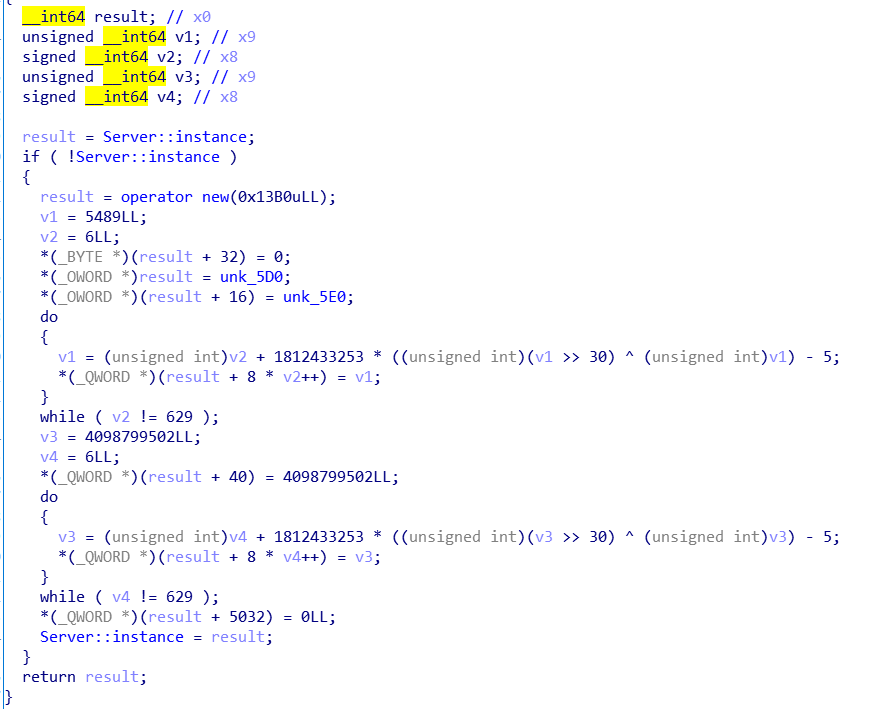 {
__int64 result; // x0
unsigned __int64 v1; // x9
signed __int64 v2; // x8
unsigned __int64 v3; // x9
signed __int64 v4; // x8
result = Server::instance;
if ( !Server::instance )
{
result = operator new(0x13B0uLL);
v1 = 5489LL;
v2 = 6LL;
*(_BYTE *)(result + 32) = 0;
*(_OWORD *)result = unk_5D0;
*(_OWORD *)(result + 16) = unk_5E0;
do
{
v1 = (unsigned int)v2 + 1812433253 * ((unsigned int)(v1 >> 30) ^ (unsigned int)v1) - 5;
*(_QWORD *)(result + 8 * v2++) = v1;
}
while ( v2 != 629 );
v3 = 4098799502LL;
v4 = 6LL;
*(_QWORD *)(result + 40) = 4098799502LL;
do
{
v3 = (unsigned int)v4 + 1812433253 * ((unsigned int)(v3 >> 30) ^ (unsigned int)v3) - 5;
*(_QWORD *)(result + 8 * v4++) = v3;
}
while ( v4 != 629 );
*(_QWORD *)(result + 5032) = 0LL;
Server::instance = result;
}
return result;
}